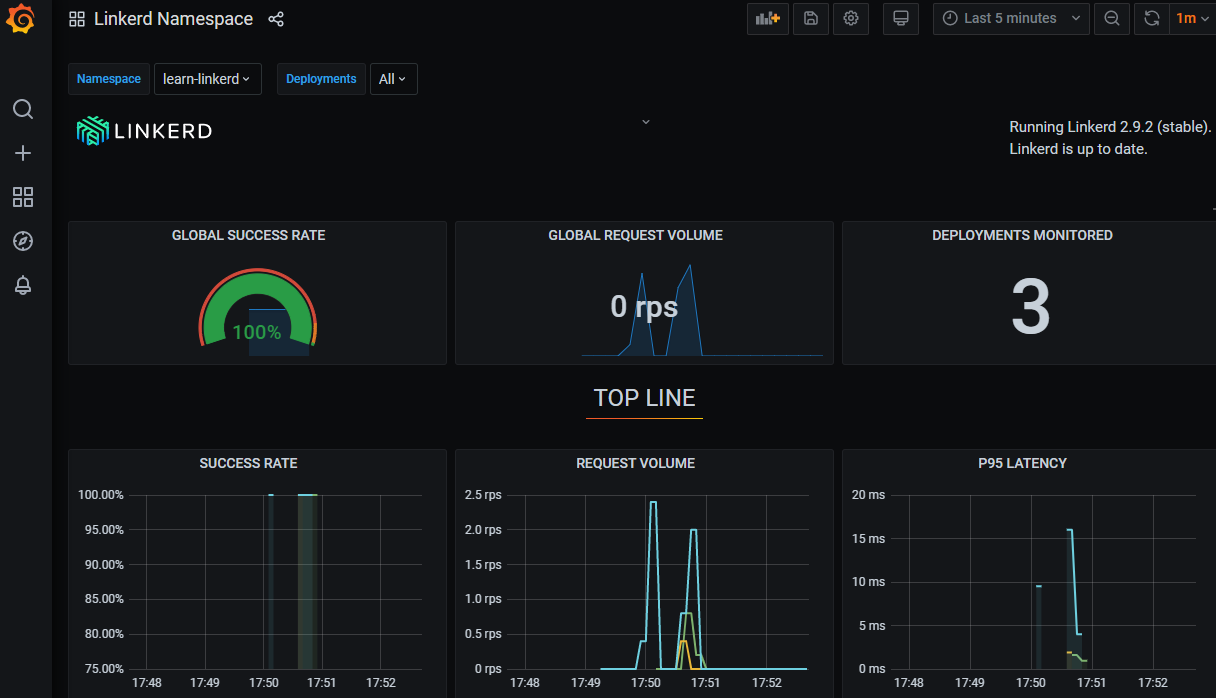 Linkerd Namespace
Last 5 minutes
1m
Namespace
learn-linkerd
Deployments
All
LINKERD
Running Linkerd 2.9.2 (stable).
Linkerd is up to date.
GLOBAL SUCCESS RATE
100%
GLOBAL REQUEST VOLUME
0 rps
DEPLOYMENTS MONITORED
3
TOP LINE
SUCCESS RATE
100.00%
95.00%
90.00%
85.00%
80.00%
75.00%
17:48 17:49 17:50 17:51 17:52
REQUEST VOLUME
2.5 rps
2.0 rps
1.5 rps
1.0 rps
0.5 rps
0 rps
17:48 17:49 17:50 17:51 17:52
P95 LATENCY
20 ms
15 ms
10 ms
5 ms
0 ms
17:48 17:49 17:50 17:51 17:52